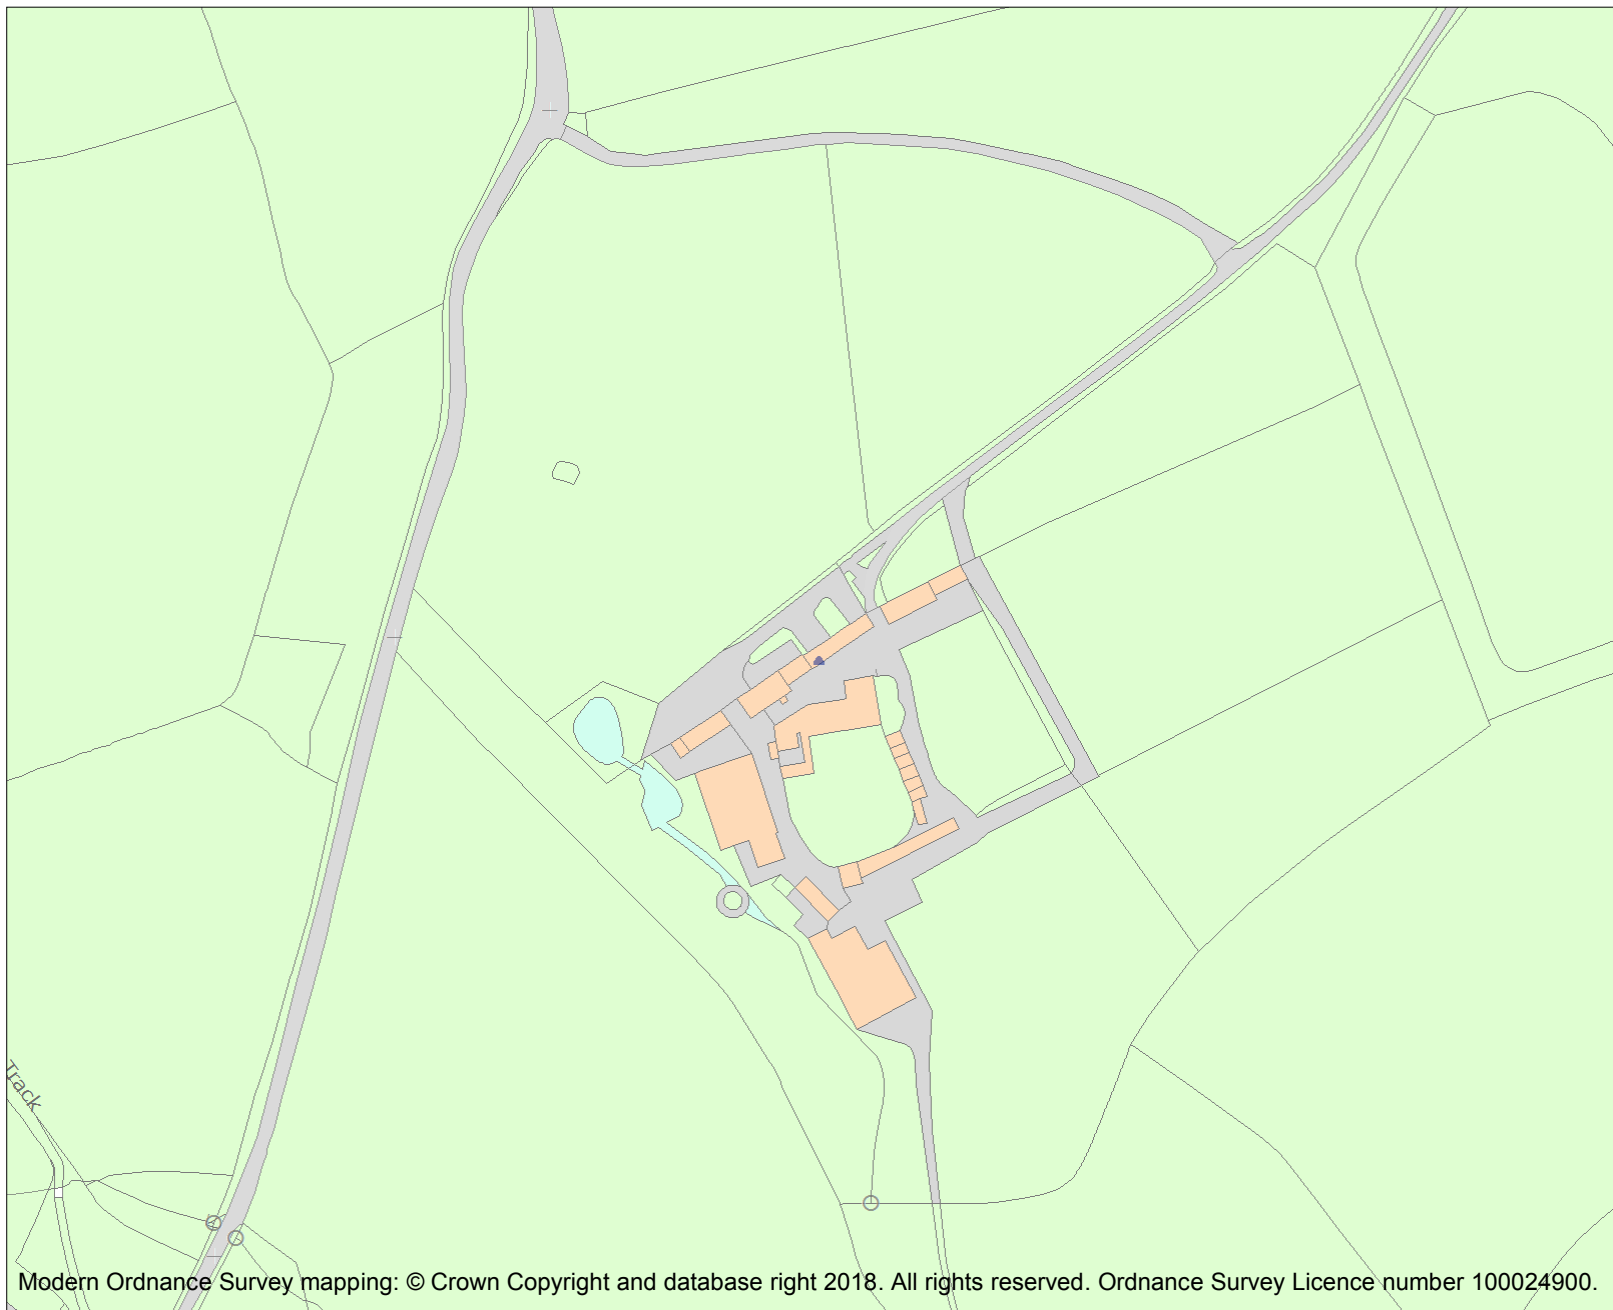 Track
Modern Ordnance Survey mapping: © Crown Copyright and database right 2018. All rights reserved. Ordnance Survey Licence number 100024900.